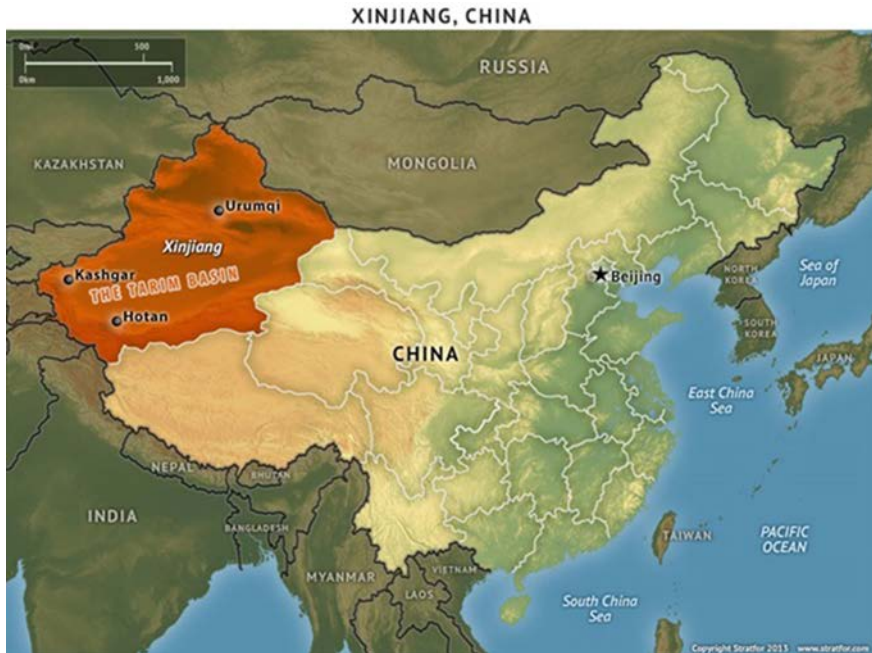 XINJIANG, CHINA
0mi 500
0km 1,000
RUSSIA
KAZAKHSTAN
MONGOLIA
Urumqi
Xinjiang
Kashgar
THE TARIM BASIN
Hotan
Beijing
NORTH
KOREA
Sea of
Japan
SOUTH
KOREA
JAPAN
CHINA
East China
Sea
NEPAL
BHUTAN
INDIA
BANGLADESH
TAIWAN
PACIFIC
OCEAN
MYANMAR
VIETNAM
LAOS
South China
Sea
Copyright Stratfor 2013 www.stratfor.com